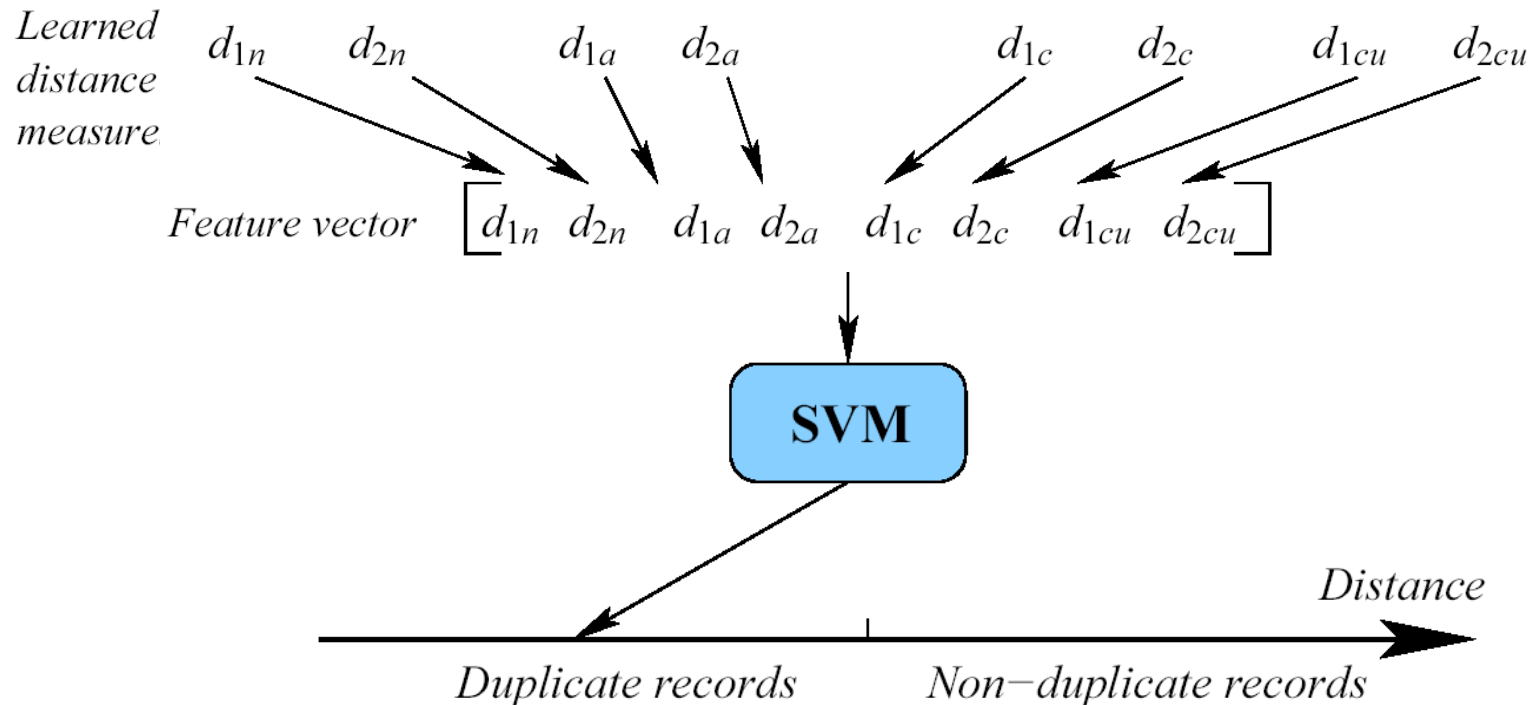 Learned
distance
measure
d1n d2n d1a d2a d1c d2c d1cu d2cu
Feature vector [d1n d2n d1a d2a d1c d2c d1cu d2cu]
SVM
Distance
Duplicate records Non−duplicate records